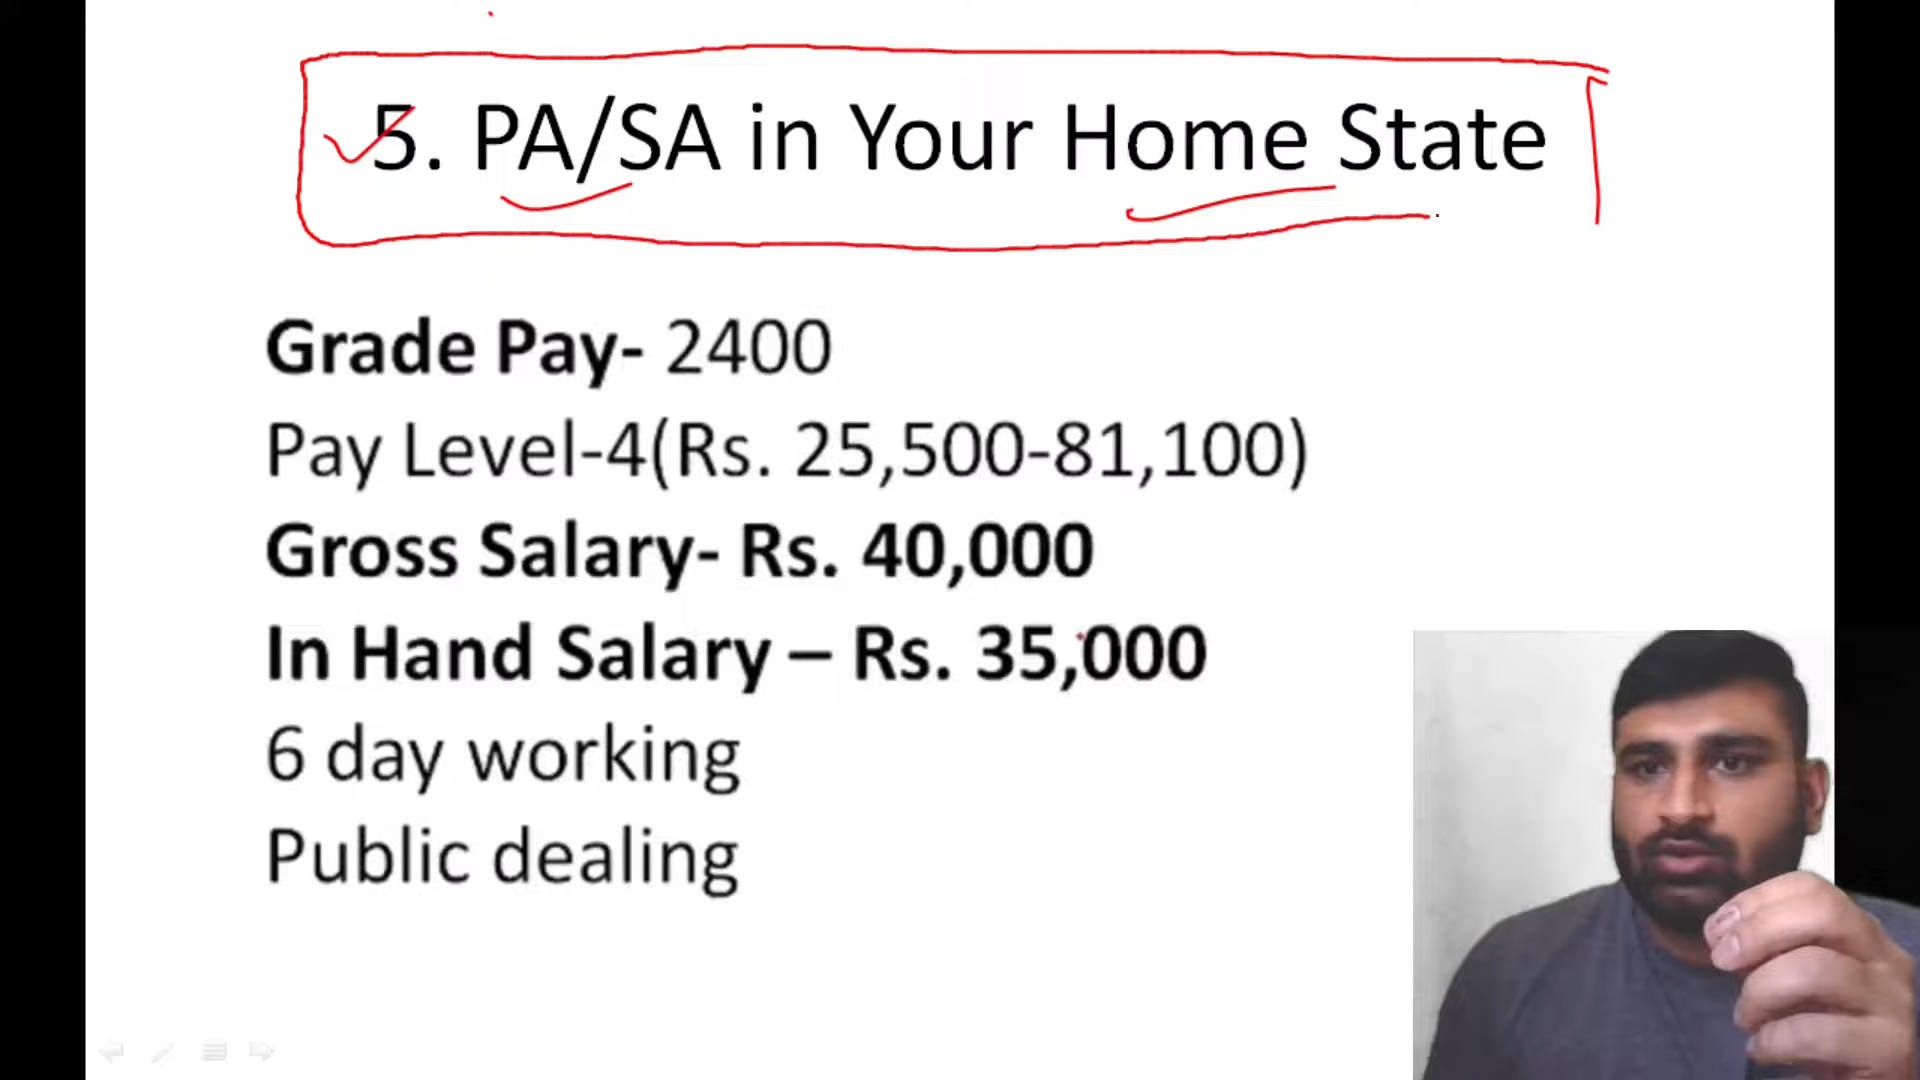 5. PA/SA in Your Home State
Grade Pay- 2400
Pay Level-4(Rs. 25,500-81,100)
Gross Salary- Rs. 40,000
In Hand Salary – Rs. 35,000
6 day working
Public dealing